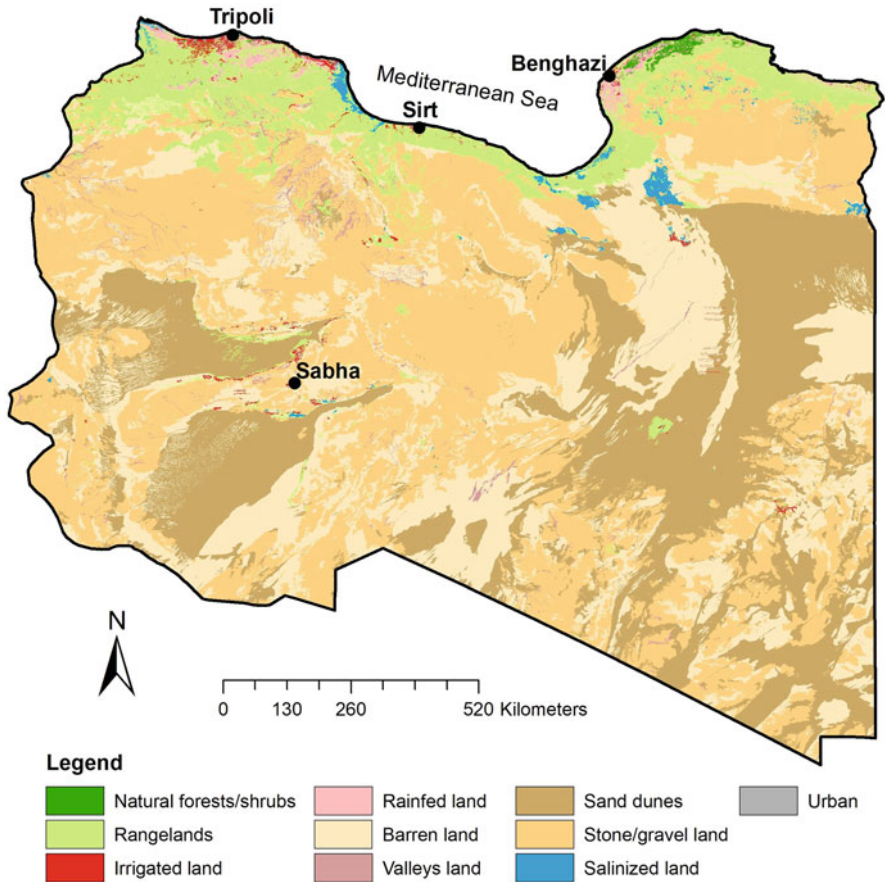 Tripoli
Benghazi
Mediterranean Sea
Sirt
Sabha
N
0 130 260 520 Kilometers
Legend
Natural forests/shrubs Rainfed land Sand dunes Urban
Rangelands Barren land Stone/gravel land
Irrigated land Valleys land Salinized land